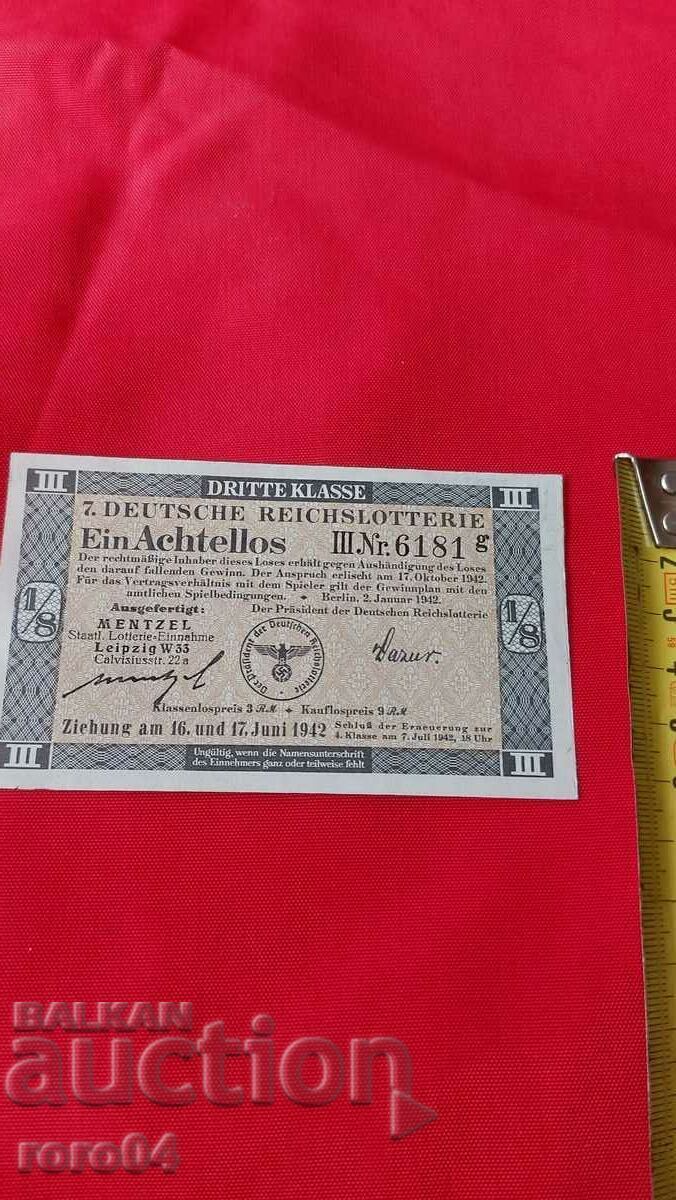 III DRITTE KLASSE III
7. DEUTSCHE REICHSLOTTERIE
Ein Achtellos III.Nr. 6181 g
Der rechtmäßige Inhaber dieses Loses erhält gegen Aushändigung des Loses
den darauf fallenden Gewinn. Der Anspruch erlischt am 17. Oktober 1942.
Für das Vertragsverhältnis mit dem Spieler gilt der Gewinnplan mit den
amtlichen Spielbedingungen. + Berlin, 2. Januar 1942.
Ausgefertigt: Der Präsident der Deutschen Reichslotterie
1/8 1/8
MENTZEL
Staatl. Lotterie-Einnahme
Leipzig W 33
Calvisiusstr. 22 a
Der Präsident der Deutschen Reichslotterie
Klassenlospreis 3 RM + Kauflospreis 9 RM
Ziehung am 16. und 17. Juni 1942 Schluß der Erneuerung zur
4. Klasse am 7. Juli 1942, 18 Uhr
III Ungültig, wenn die Namensunterschrift III
des Einnehmers ganz oder teilweise fehlt
BALKAN
auction
roro04